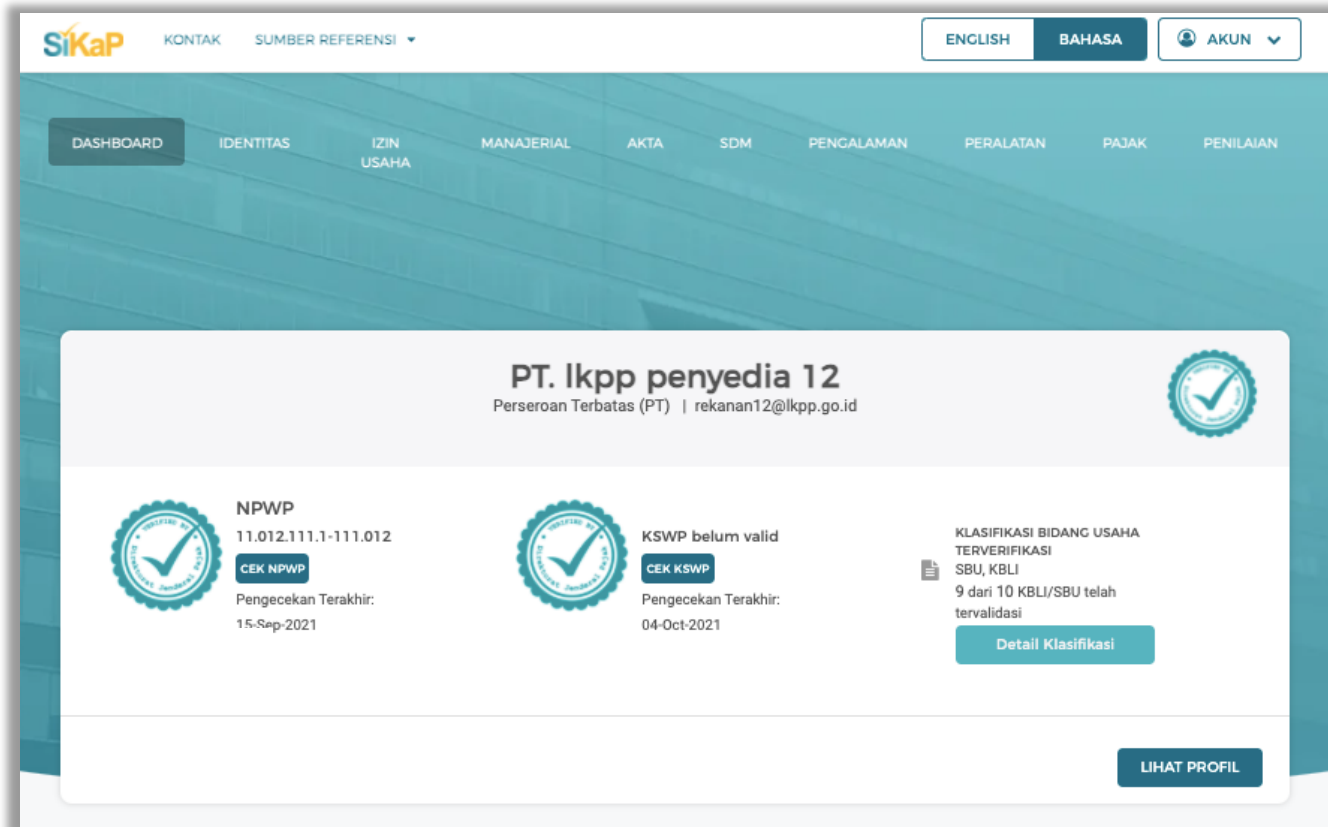 SiKaP KONTAK SUMBER REFERENSI ENGLISH BAHASA AKUN
DASHBOARD IDENTITAS IZIN USAHA MANAJERIAL AKTA SDM PENGALAMAN PERALATAN PAJAK PENILAIAN
PT. lkpp penyedia 12
Perseroan Terbatas (PT) | rekanan12@lkpp.go.id
NPWP
11.012.111.1-111.012
CEK NPWP
Pengecekan Terakhir:
15-Sep-2021
KSWP belum valid
CEK KSWP
Pengecekan Terakhir:
04-Oct-2021
KLASIFIKASI BIDANG USAHA
TERVERIFIKASI
SBU, KBLI
9 dari 10 KBLI/SBU telah
tervalidasi
Detail Klasifikasi
LIHAT PROFIL